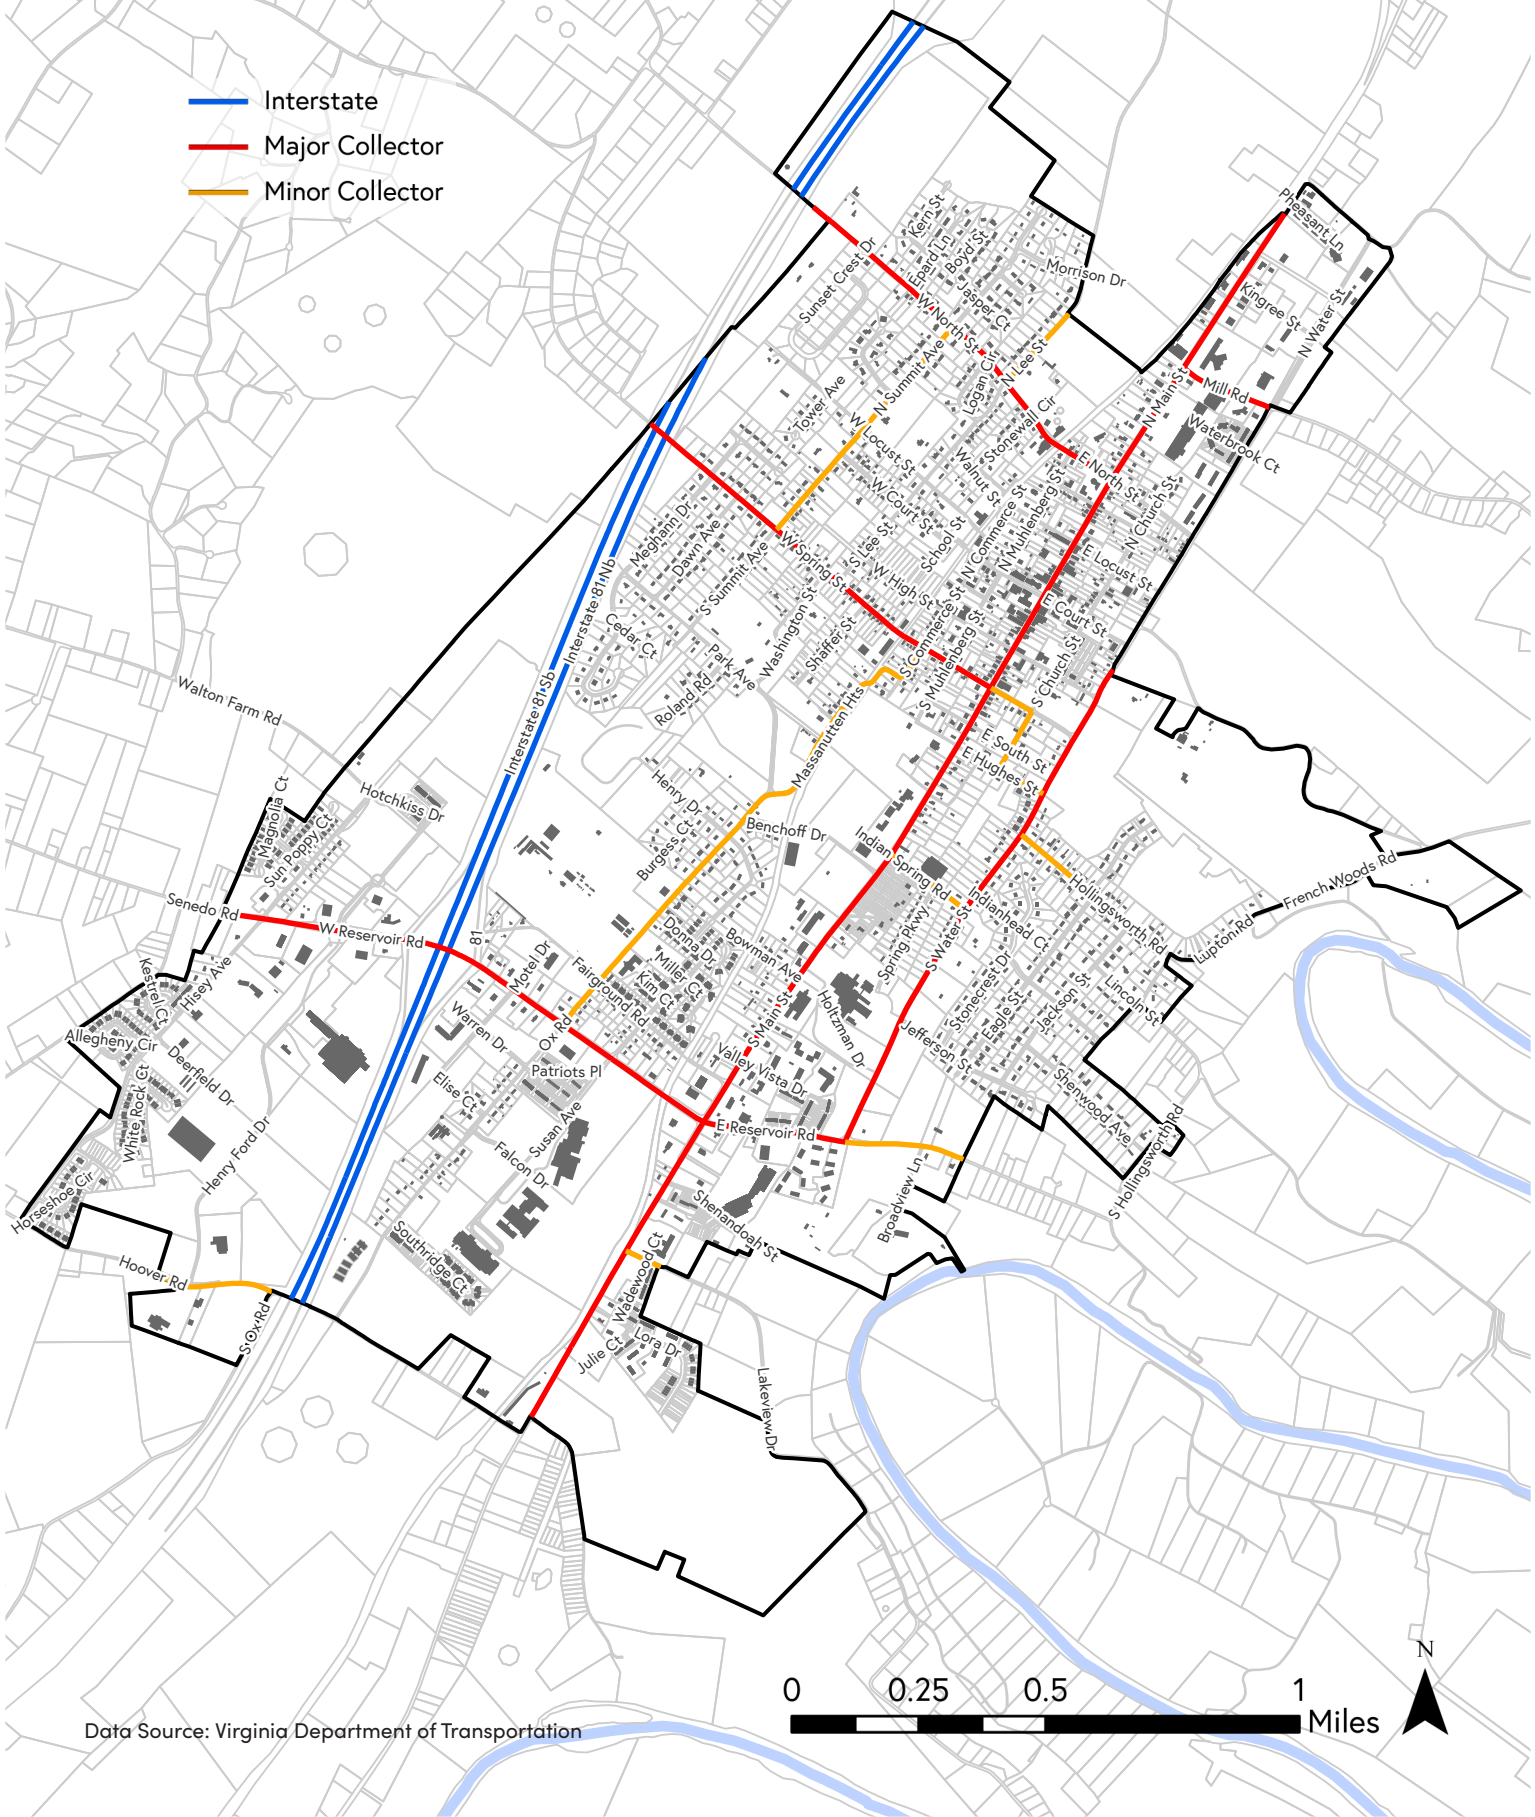 Interstate
Major Collector
Minor Collector
Pheasant Ln
Kern St
Epard Ln
Boyd St
Sunset Crest Dr
Morrison Dr
Jasper Ct
Kingree St
N Water St
W North St
N Lee St
N Summit Ave
Logan Cir
Tower Ave
Stonewall Cir
N Main St
Mill Rd
Waterbrook Ct
W Locust St
Walnut St
E North St
W Court St
N Church St
Meghann Dr
Dawn Ave
School St
N Commerce St
N Muhlenberg St
S Lee St
W Spring St
W High St
E Locust St
Interstate 81 Nb
S Summit Ave
Washington St
E Court St
Cedar Ct
Shaffer St
S Commerce St
S Muhlenberg St
S Church St
Park Ave
Roland Rd
Walton Farm Rd
Interstate 81 Sb
Massanutten Hts
E South St
E Hughes St
Hotchkiss Dr
Magnolia Ct
Sun Poppy Ct
Henry Dr
Benchoff Dr
Burgess Ct
Indian Spring Rd
Hollingsworth Rd
French Woods Rd
Senedo Rd
W Reservoir Rd
81
Indianhead Ct
Lupton Rd
Spring Pkwy
S Water St
Donna Dr
Bowman Ave
Miller Ct
Kim Ct
Motel Dr
Fairground Rd
Kestrel Ct
Hisey Ave
Stonecrest Dr
Eagle St
Jackson St
Lincoln St
Holtzman Dr
S Main St
Warren Dr
Ox Rd
Jefferson St
Allegheny Cir
Deerfield Dr
Valley Vista Dr
Patriots Pl
Elise Ct
Susan Ave
Shenwood Ave
White Rock Ct
Henry Ford Dr
E Reservoir Rd
Falcon Dr
S Hollingsworth Rd
Broadview Ln
Horseshoe Cir
Shenandoah St
Southridge Ct
Wadewood Ct
Hoover Rd
S Ox Rd
Lora Dr
Julie Ct
Lakeview Dr
N
0 0.25 0.5 1
Miles
Data Source: Virginia Department of Transportation